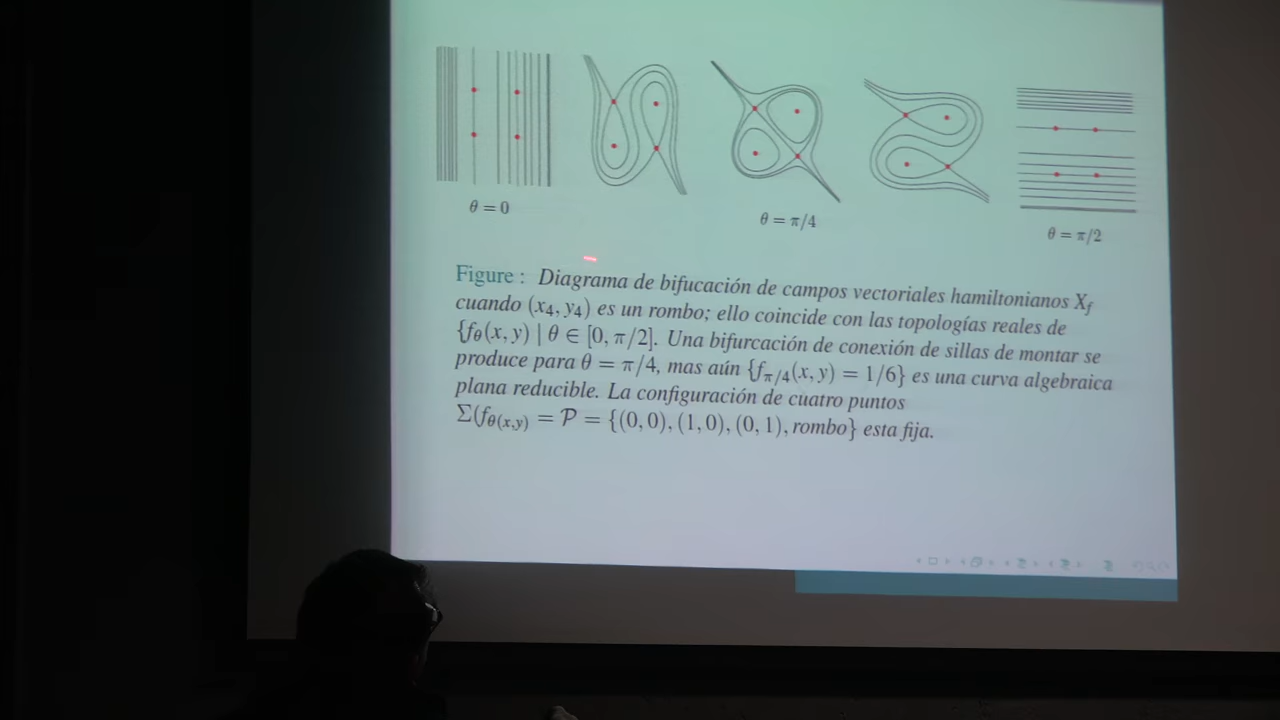 θ = 0
θ = π/4
θ = π/2
Figure : Diagrama de bifucación de campos vectoriales hamiltonianos X_f
cuando (x₄, y₄) es un rombo; ello coincide con las topologías reales de
{f_θ(x, y) | θ ∈ [0, π/2]. Una bifurcación de conexión de sillas de montar se
produce para θ = π/4, mas aún {f_{π/4}(x, y) = 1/6} es una curva algebraica
plana reducible. La configuración de cuatro puntos
Σ(f_{θ(x,y)} = 𝒫 = {(0, 0), (1, 0), (0, 1), rombo} esta fija.